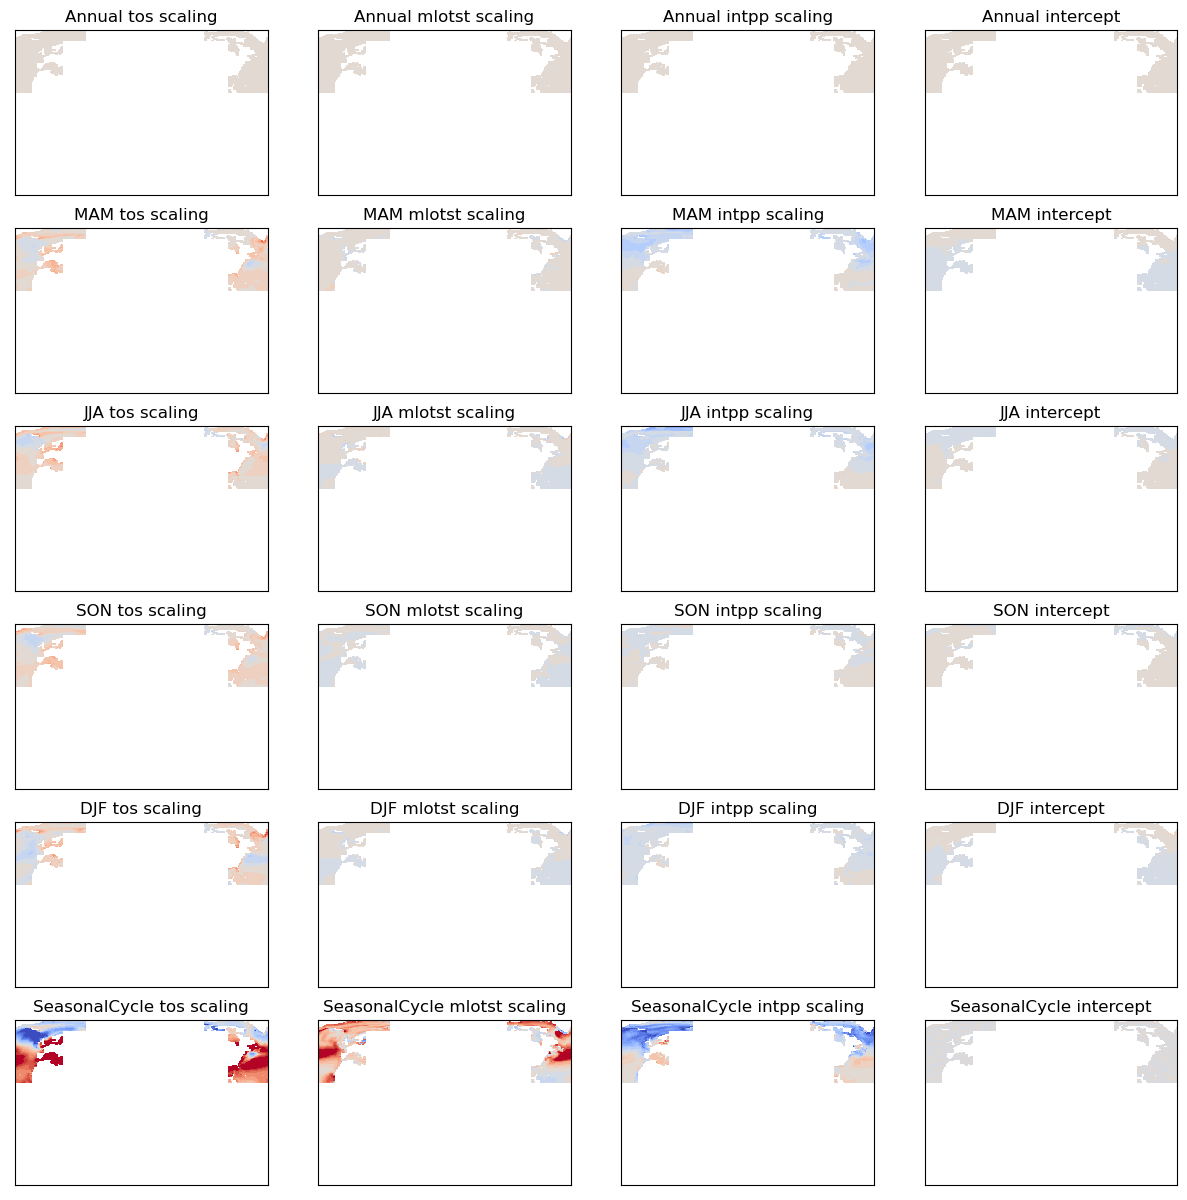 Annual tos scaling
Annual mlotst scaling
Annual intpp scaling
Annual intercept
MAM tos scaling
MAM mlotst scaling
MAM intpp scaling
MAM intercept
JJA tos scaling
JJA mlotst scaling
JJA intpp scaling
JJA intercept
SON tos scaling
SON mlotst scaling
SON intpp scaling
SON intercept
DJF tos scaling
DJF mlotst scaling
DJF intpp scaling
DJF intercept
SeasonalCycle tos scaling
SeasonalCycle mlotst scaling
SeasonalCycle intpp scaling
SeasonalCycle intercept